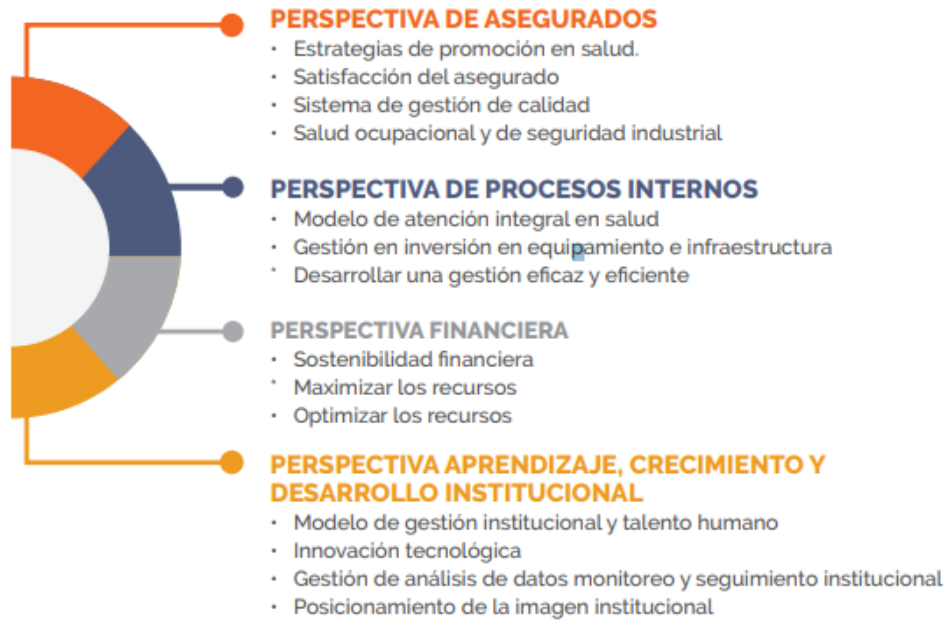 PERSPECTIVA DE ASEGURADOS
· Estrategias de promoción en salud.
· Satisfacción del asegurado
· Sistema de gestión de calidad
· Salud ocupacional y de seguridad industrial
PERSPECTIVA DE PROCESOS INTERNOS
· Modelo de atención integral en salud
· Gestión en inversión en equipamiento e infraestructura
* Desarrollar una gestión eficaz y eficiente
PERSPECTIVA FINANCIERA
· Sostenibilidad financiera
* Maximizar los recursos
· Optimizar los recursos
PERSPECTIVA APRENDIZAJE, CRECIMIENTO Y
DESARROLLO INSTITUCIONAL
· Modelo de gestión institucional y talento humano
· Innovación tecnológica
· Gestión de análisis de datos monitoreo y seguimiento institucional
· Posicionamiento de la imagen institucional